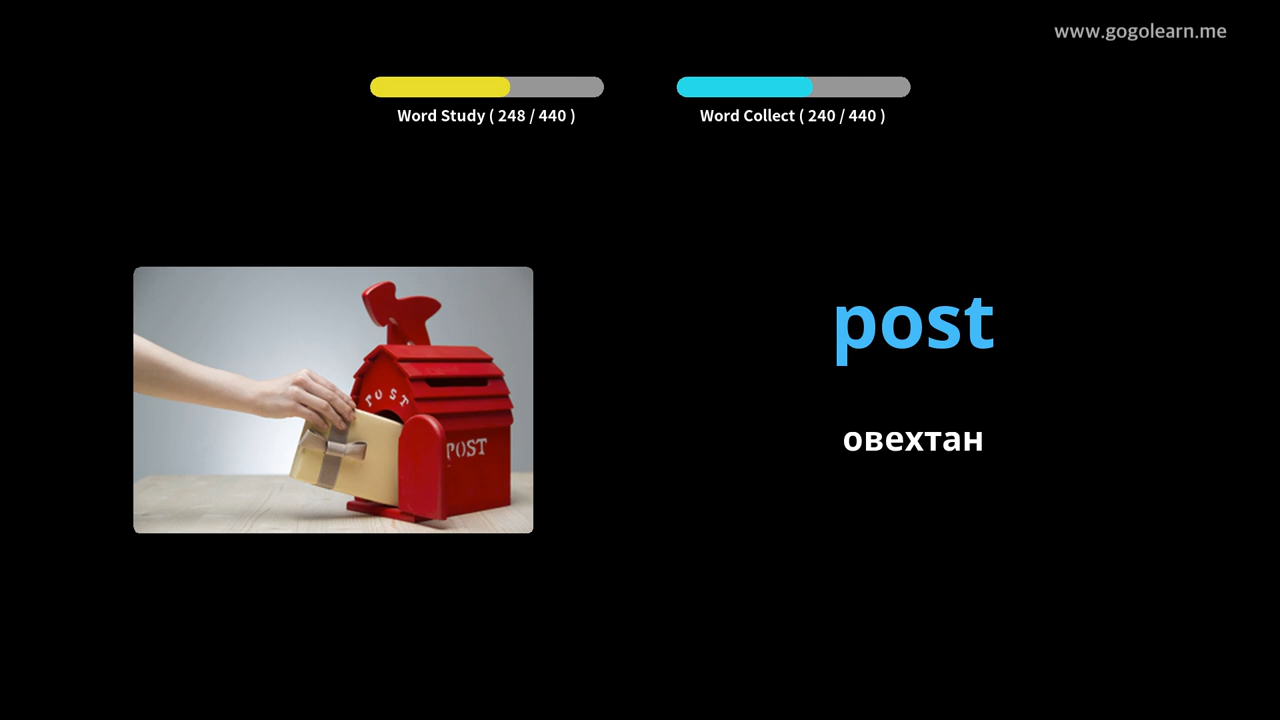 www.gogolearn.me
Word Study ( 248 / 440 )
Word Collect ( 240 / 440 )
POST
POST
post
овехтан